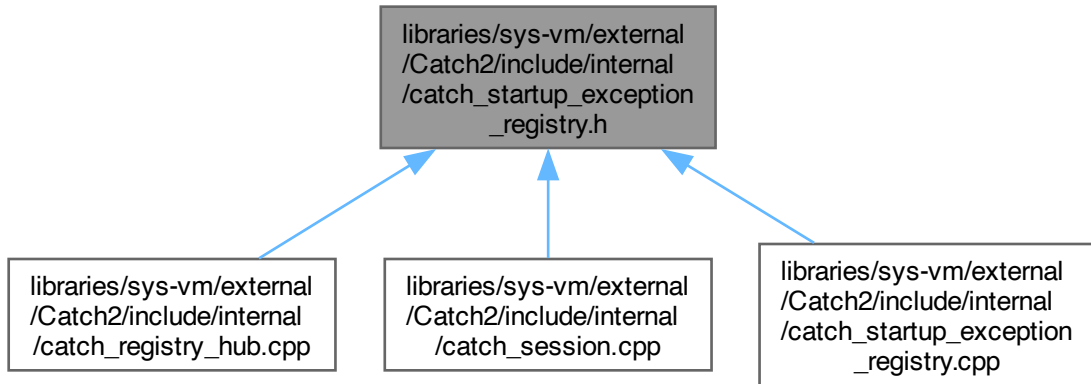 libraries/sys-vm/external
/Catch2/include/internal
/catch_startup_exception
_registry.h
libraries/sys-vm/external
/Catch2/include/internal
/catch_registry_hub.cpp
libraries/sys-vm/external
/Catch2/include/internal
/catch_session.cpp
libraries/sys-vm/external
/Catch2/include/internal
/catch_startup_exception
_registry.cpp